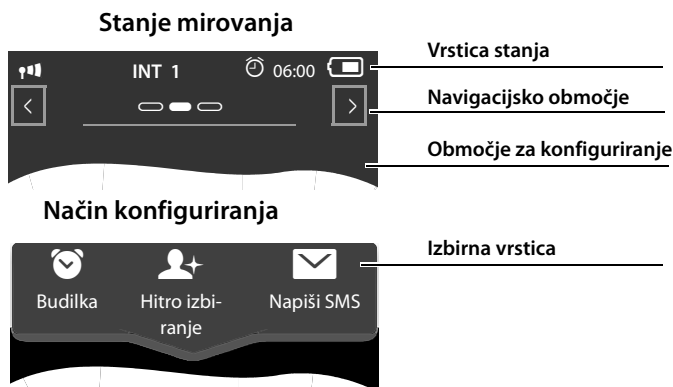 Stanje mirovanja
INT 1
06:00
Vrstica stanja
Navigacijsko območje
Območje za konfiguriranje
Način konfiguriranja
Izbirna vrstica
Budilka
Hitro izbi-
ranje
Napiši SMS